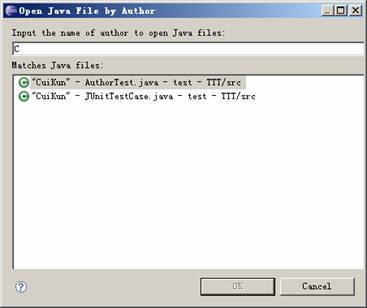 Open Java File by Author
Input the name of author to open Java files:
C
Matches Java files:
"CuiKun" - AuthorTest.java - test - TTT/src
"CuiKun" - JUnitTestCase.java - test - TTT/src
OK
Cancel